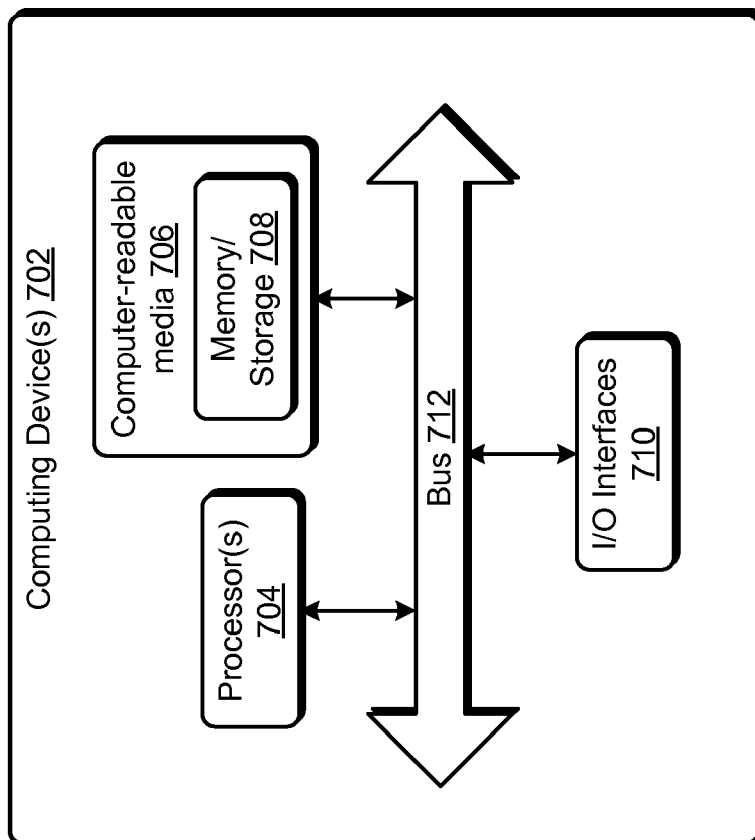 Computing Device(s) 702
Computer-readable
media 706
Memory/
Storage 708
Processor(s)
704
Bus 712
I/O Interfaces
710